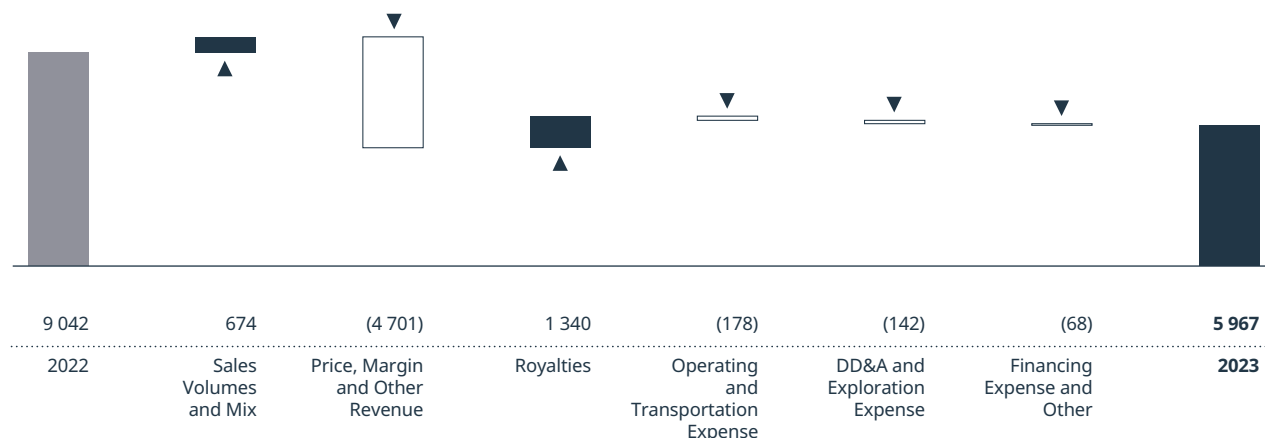 9 042 674 (4 701) 1 340 (178) (142) (68) 5 967
2022 Sales Price, Margin Royalties Operating DD&A and Financing 2023
Volumes and Other and Exploration Expense and
and Mix Revenue Transportation Expense Other
Expense